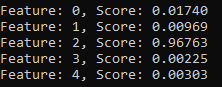 Feature: 0, Score: 0.01740
Feature: 1, Score: 0.00969
Feature: 2, Score: 0.96763
Feature: 3, Score: 0.00225
Feature: 4, Score: 0.00303